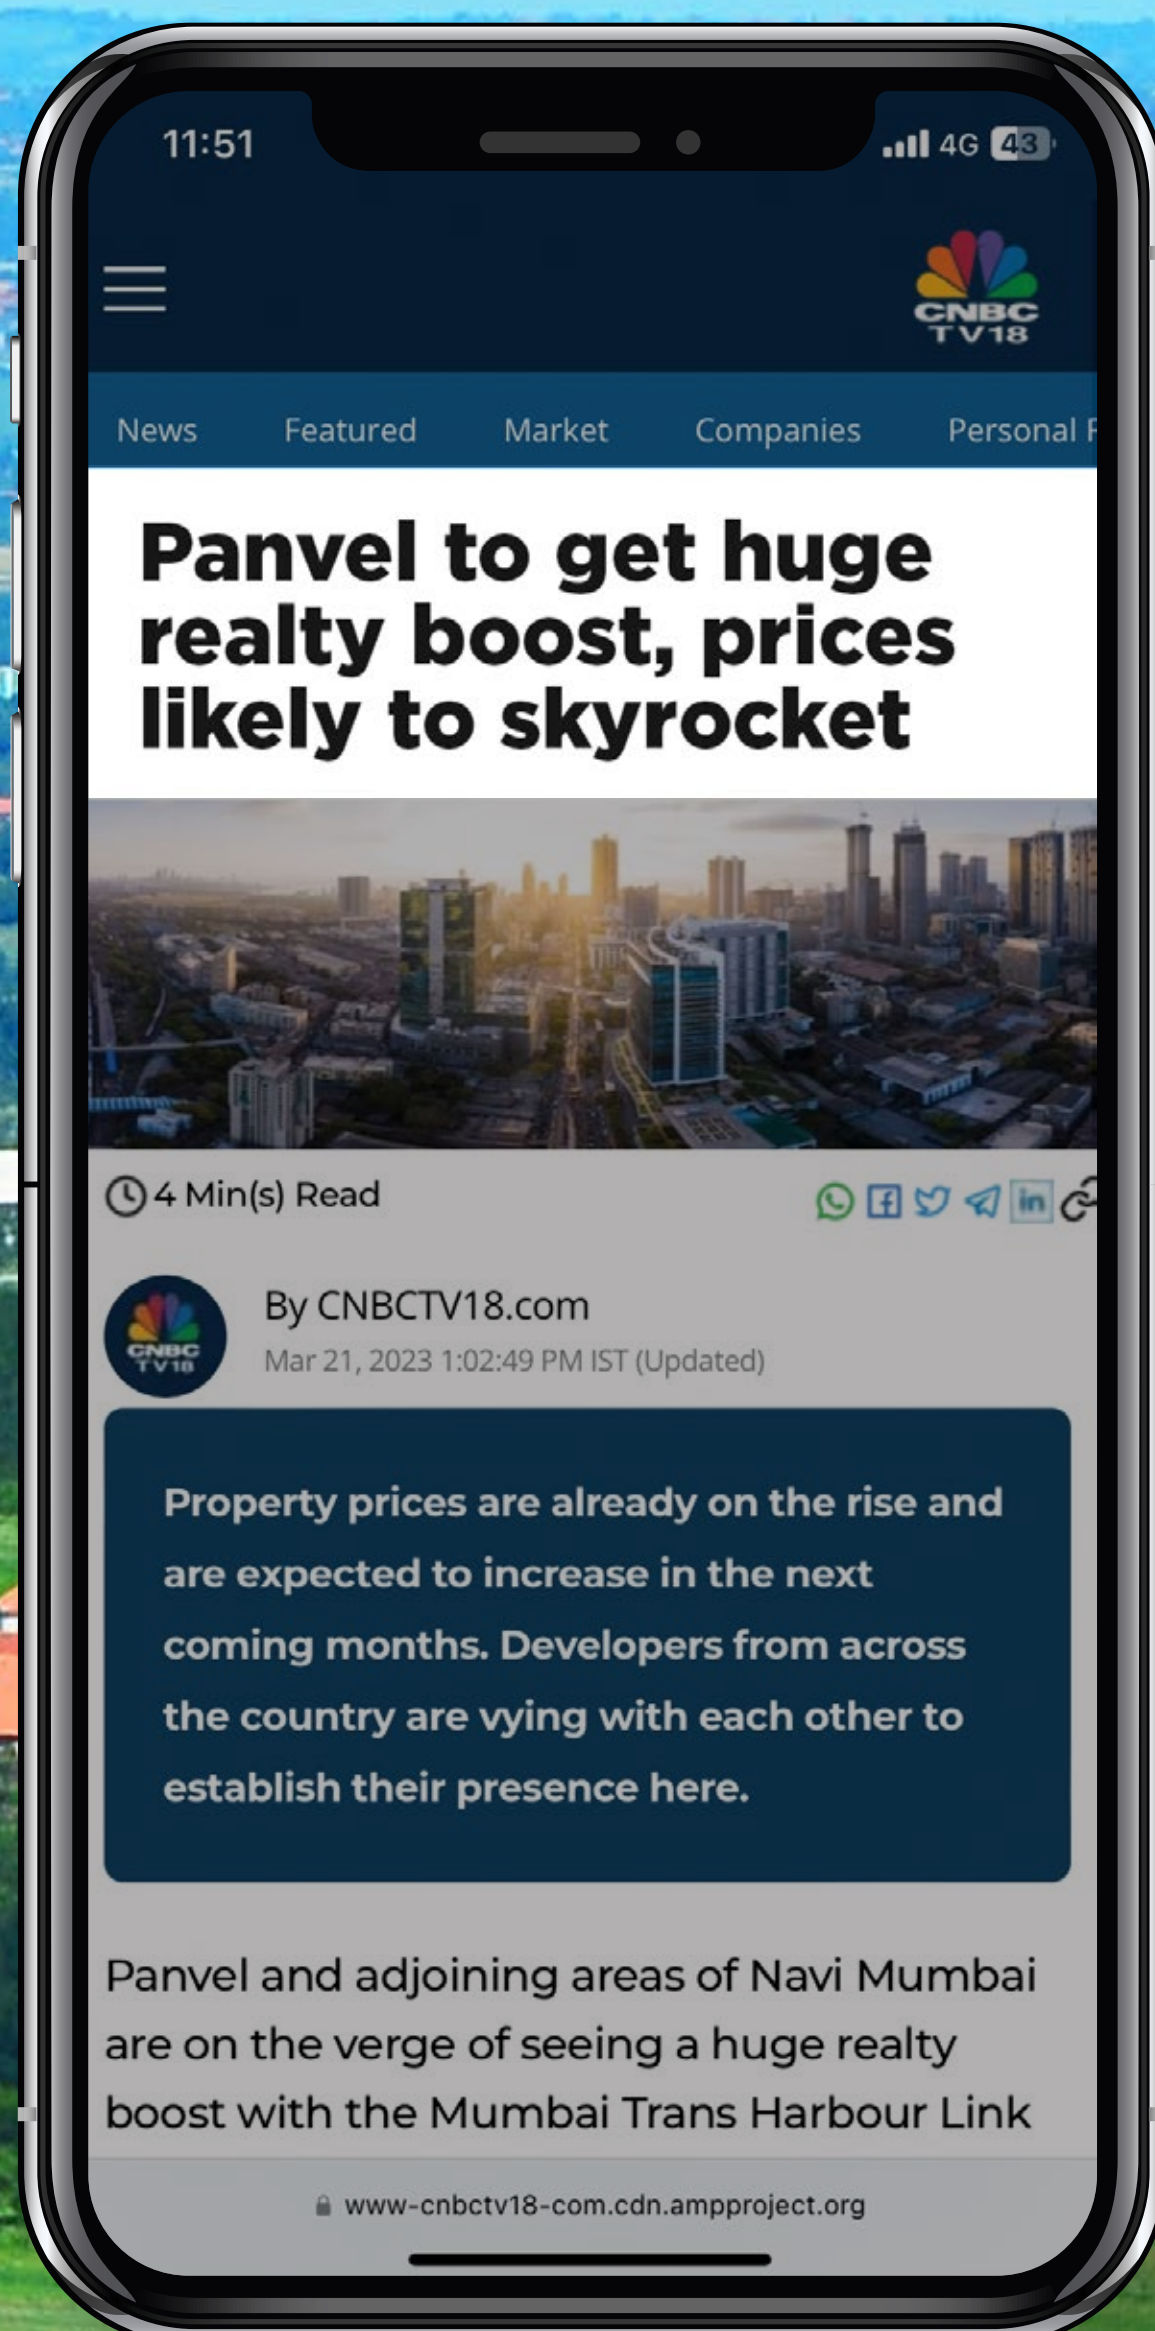 11:51
4G 43
CNBC
TV18
News Featured Market Companies Personal F
Panvel to get huge
realty boost, prices
likely to skyrocket
4 Min(s) Read
in
By CNBCTV18.com
CNBC
TV18
Mar 21, 2023 1:02:49 PM IST (Updated)
Property prices are already on the rise and
are expected to increase in the next
coming months. Developers from across
the country are vying with each other to
establish their presence here.
Panvel and adjoining areas of Navi Mumbai
are on the verge of seeing a huge realty
boost with the Mumbai Trans Harbour Link
www-cnbctv18-com.cdn.ampproject.org